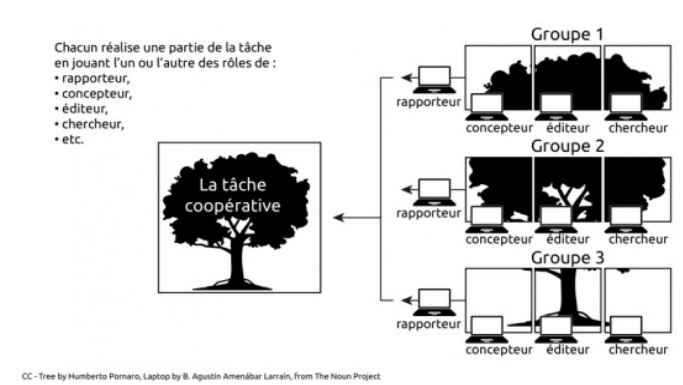 Chacun réalise une partie de la tâche
en jouant l'un ou l'autre des rôles de :
• rapporteur,
• concepteur,
• éditeur,
• chercheur,
• etc.
La tâche
coopérative
Groupe 1
rapporteur
concepteur éditeur chercheur
Groupe 2
rapporteur
concepteur éditeur chercheur
Groupe 3
rapporteur
concepteur éditeur chercheur
CC - Tree by Humberto Pornaro, Laptop by B. Agustín Amenábar Larraín, from The Noun Project